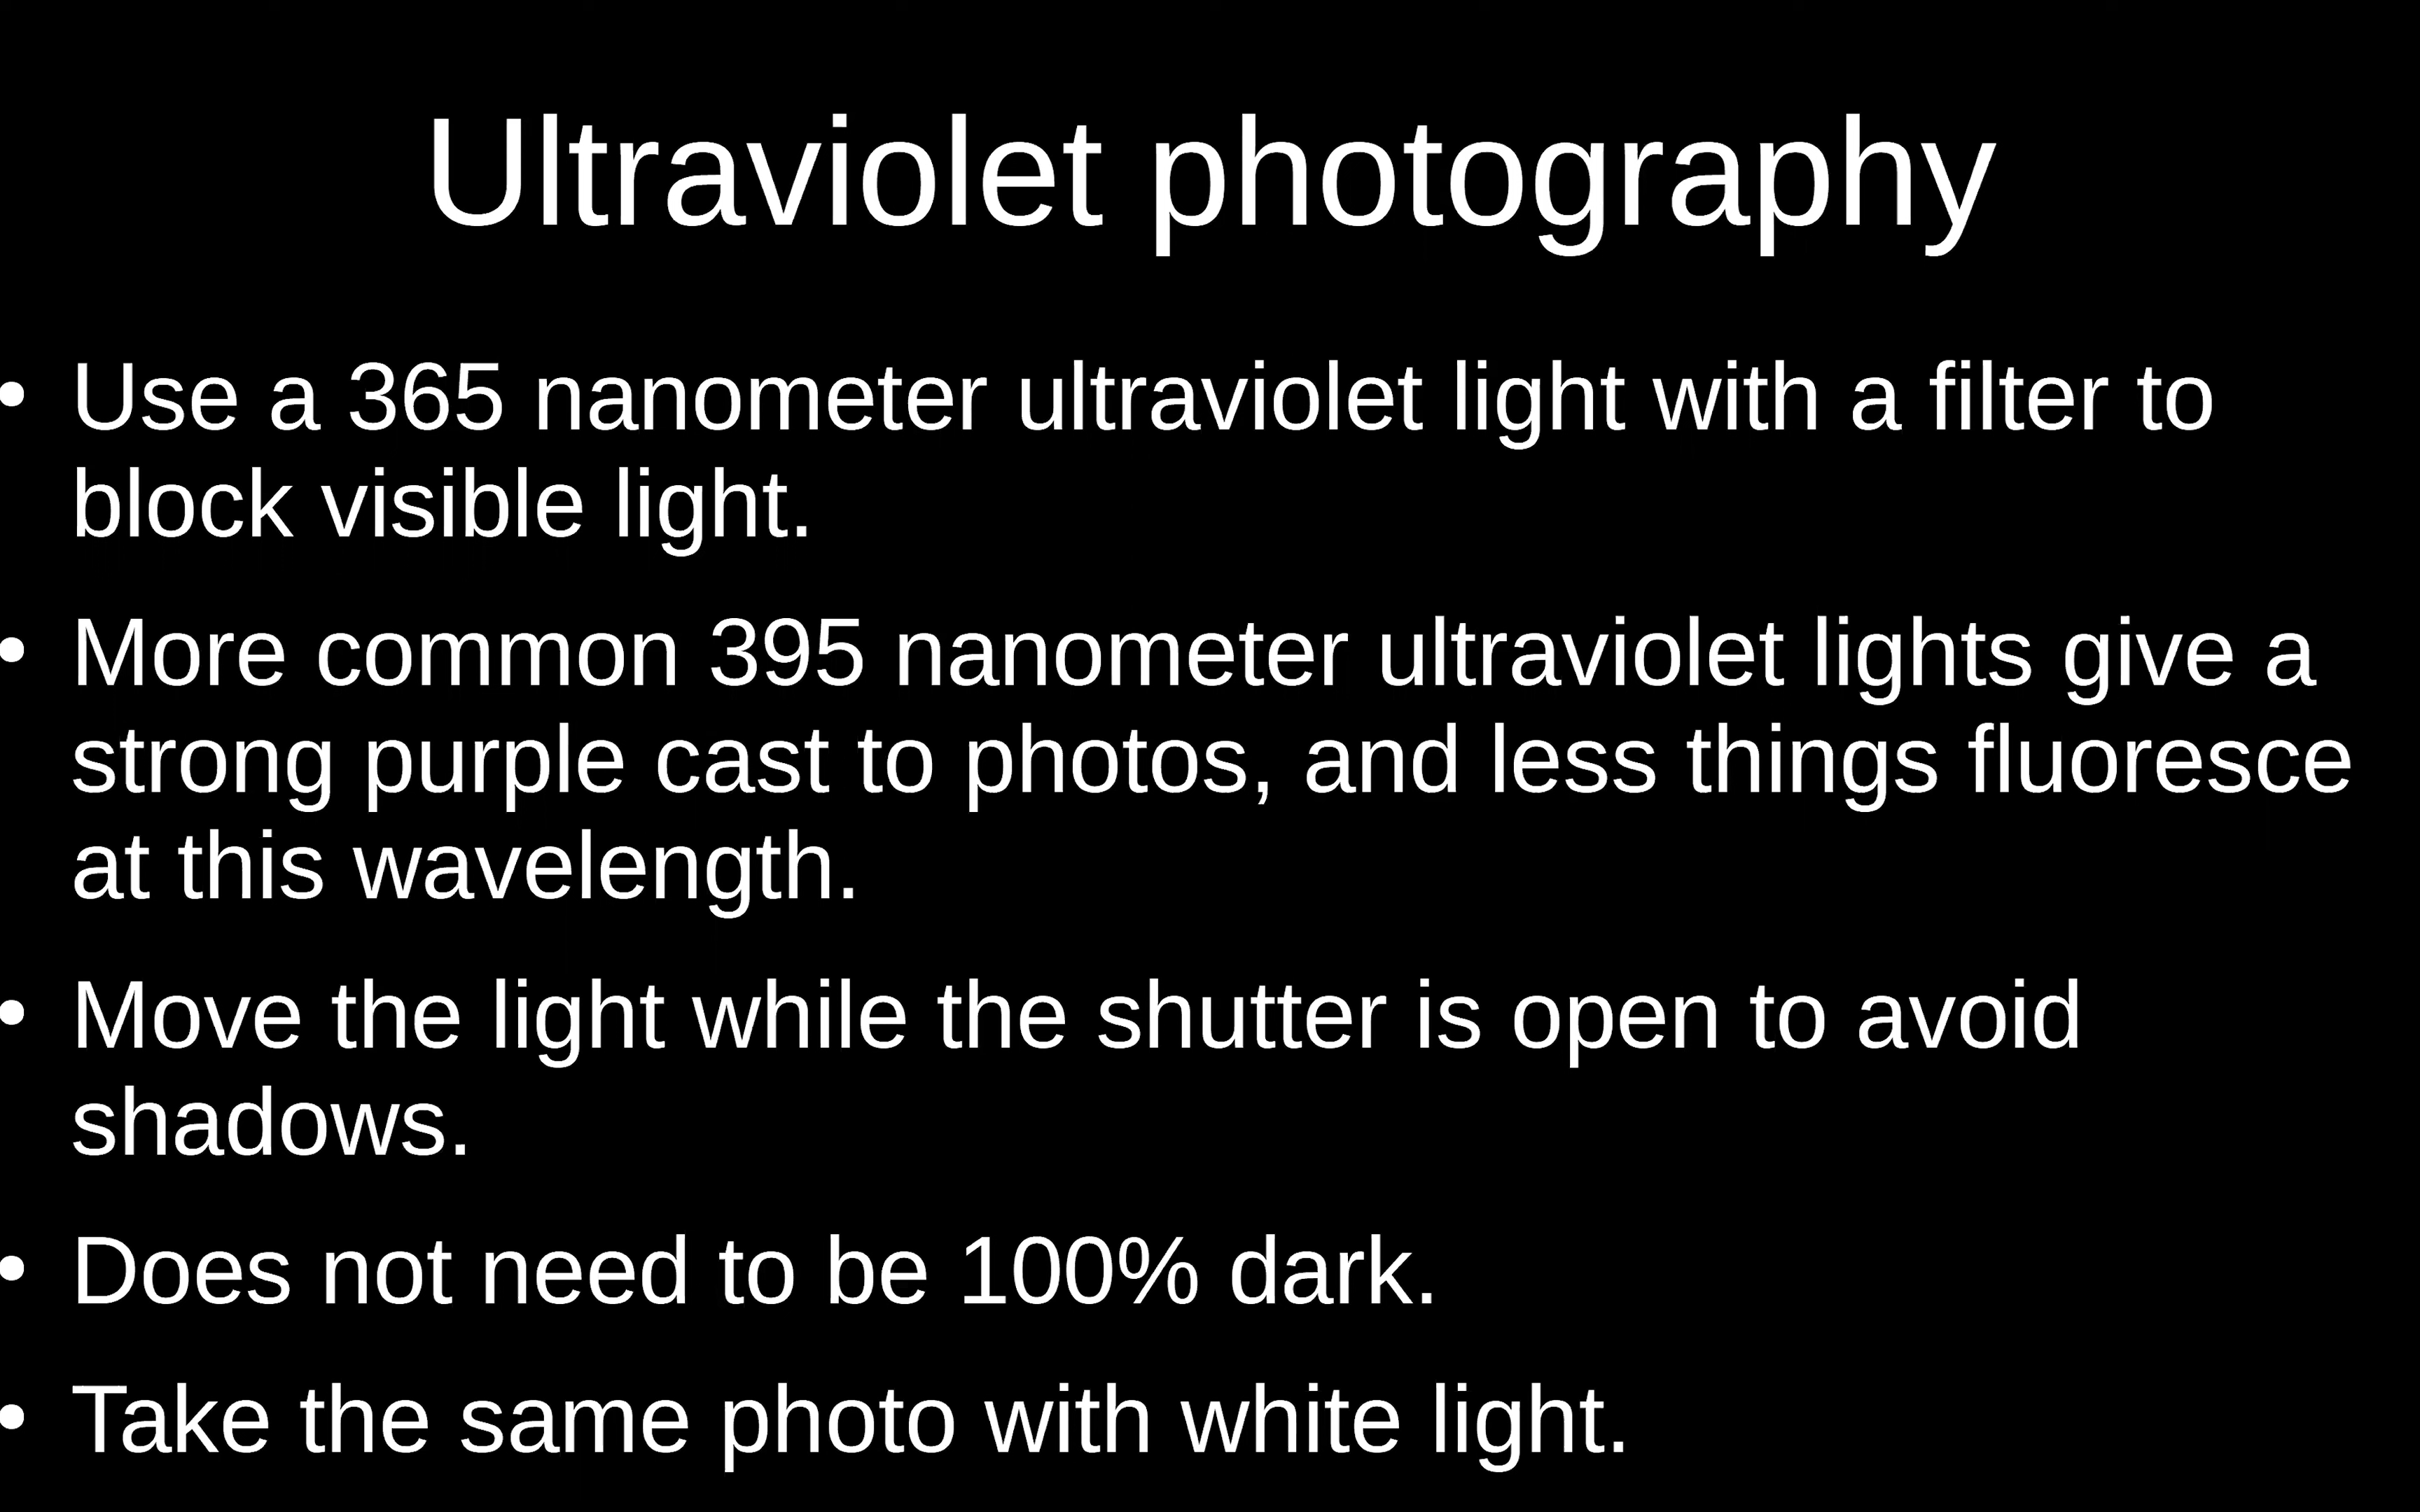 Ultraviolet photography
• Use a 365 nanometer ultraviolet light with a filter to
block visible light.
• More common 395 nanometer ultraviolet lights give a
strong purple cast to photos, and less things fluoresce
at this wavelength.
• Move the light while the shutter is open to avoid
shadows.
• Does not need to be 100% dark.
• Take the same photo with white light.